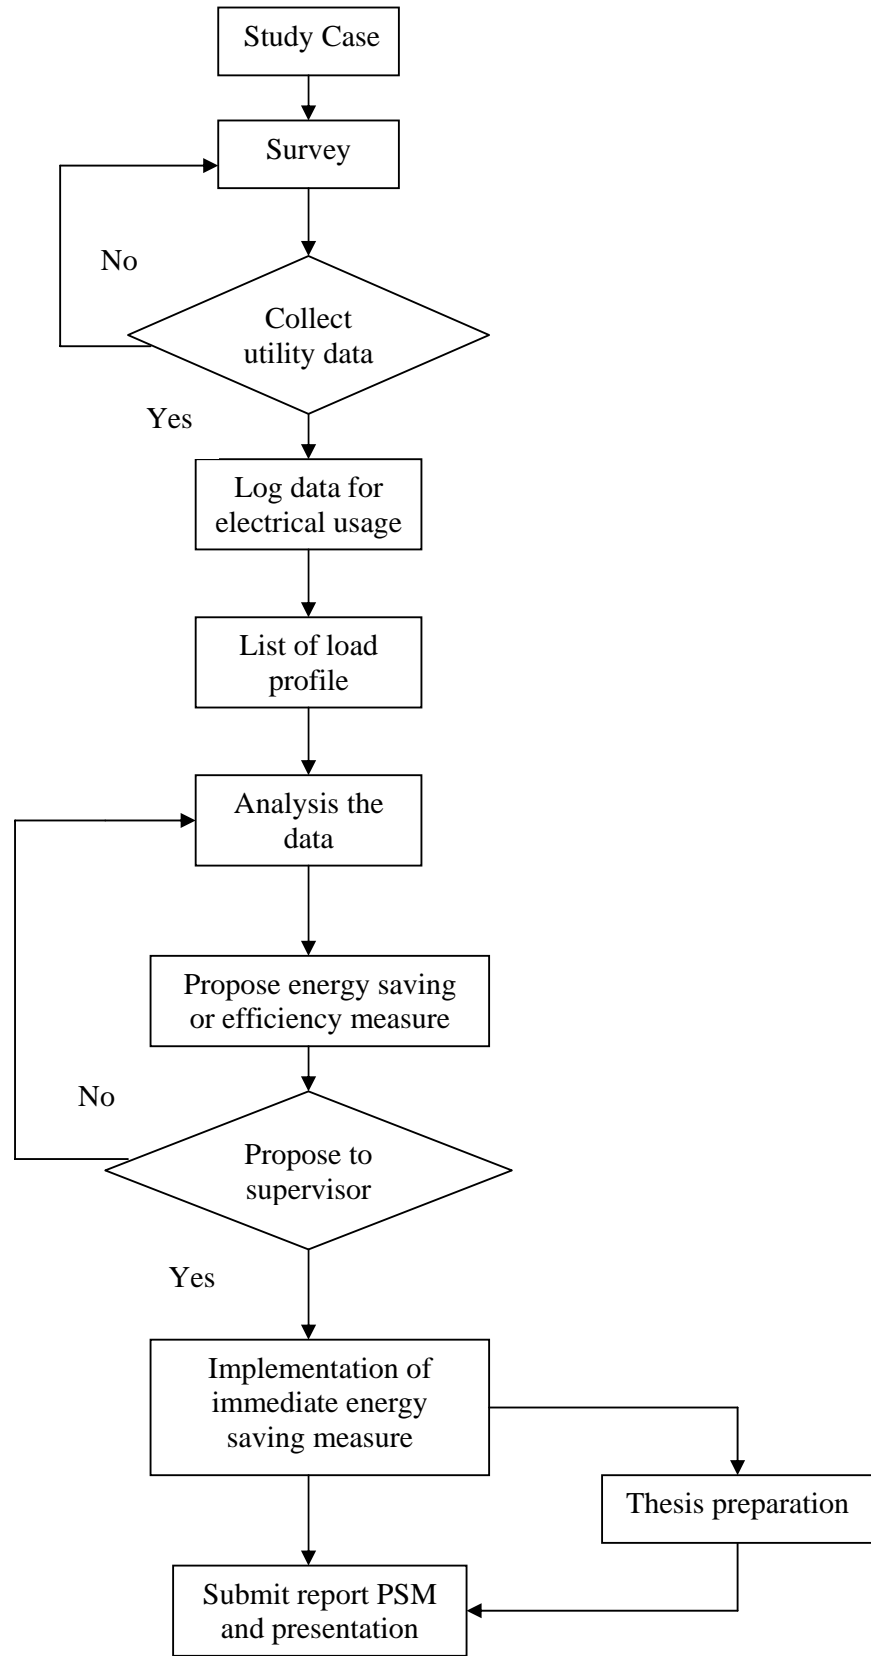 Study Case
Survey
No
Collect
utility data
Yes
Log data for
electrical usage
List of load
profile
Analysis the
data
Propose energy saving
or efficiency measure
No
Propose to
supervisor
Yes
Implementation of
immediate energy
saving measure
Thesis preparation
Submit report PSM
and presentation